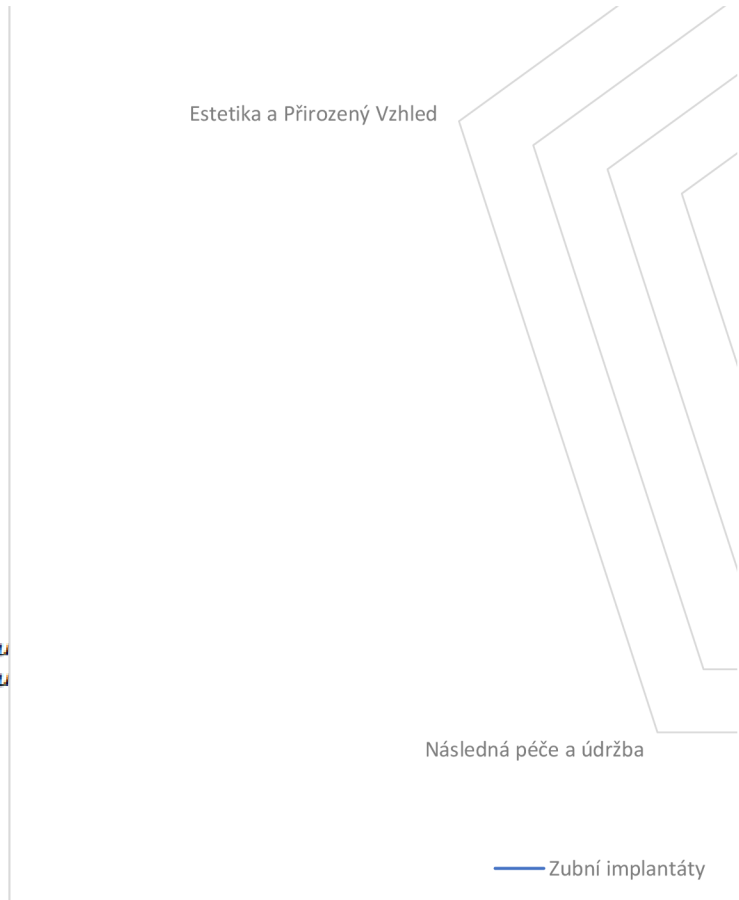 Estetika a Přirozený Vzhled
Následná péče a údržba
Zubní implantáty